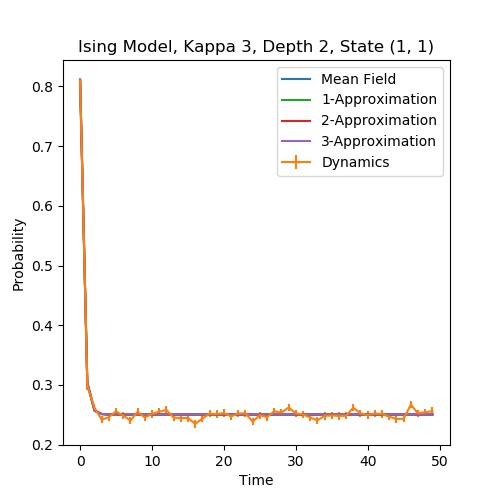 Ising Model, Kappa 3, Depth 2, State (1, 1)
Mean Field
1-Approximation
2-Approximation
3-Approximation
Dynamics
0.8
0.7
0.6
0.5
0.4
0.3
0.2
Probability
0 10 20 30 40 50
Time